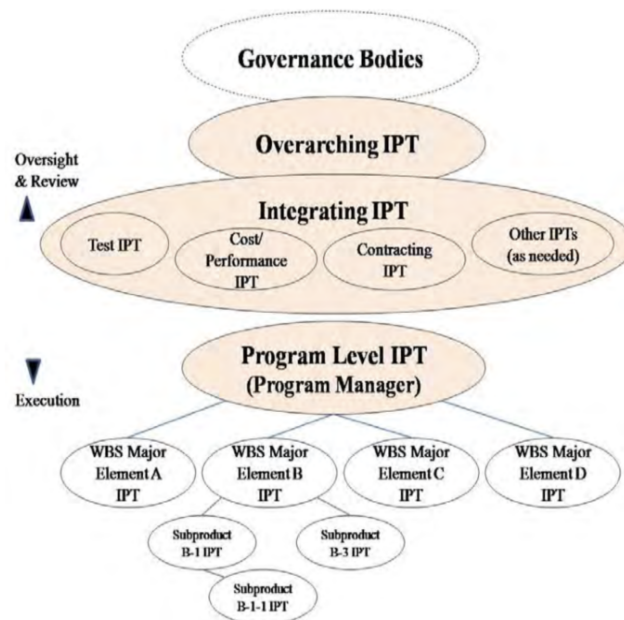 Governance Bodies
Overarching IPT
Oversight
& Review
Integrating IPT
Test IPT
Cost/
Performance
IPT
Contracting
IPT
Other IPTs
(as needed)
Program Level IPT
(Program Manager)
Execution
WBS Major
Element A
IPT
WBS Major
Element B
IPT
WBS Major
Element C
IPT
WBS Major
Element D
IPT
Subproduct
B-1 IPT
Subproduct
B-3 IPT
Subproduct
B-1-1 IPT